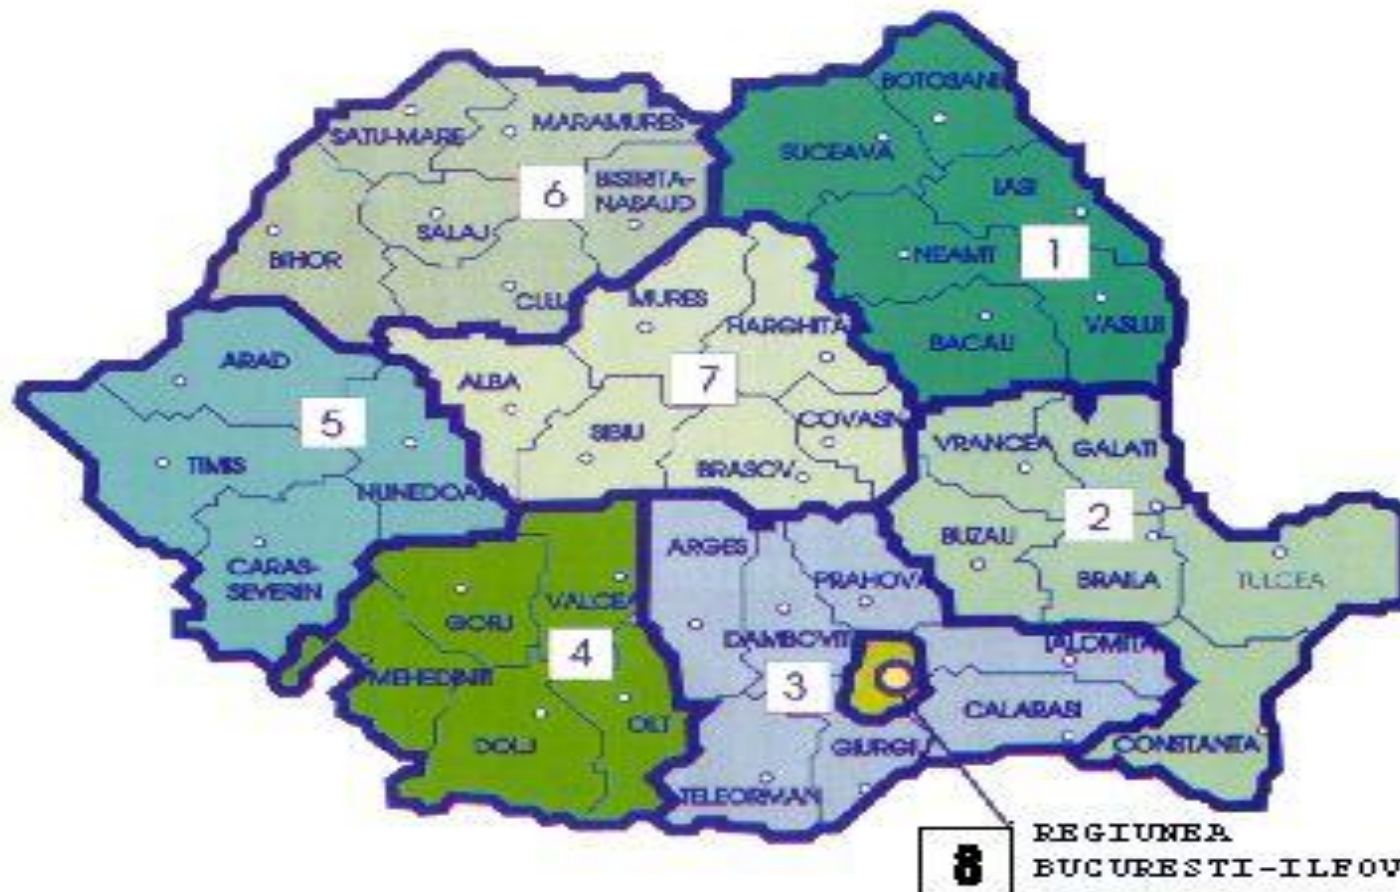 BOTOSANI
SATU-MARE
MARAMURES
SUCEAVA
BISTRITA-
NASAUD
6
IASI
SALAJ
BIHOR
NEAMT
1
CLUJ
MURES
HARGHITA
BACAU
VASLUI
ARAD
ALBA
7
5
COVASN
SIBIU
VRANCEA
GALATI
TIMIS
BRASOV
HUNEDOARA
2
ARGES
BUZAU
CARAS-
SEVERIN
PRAHOVA
BRAILA
TULCEA
VALCEA
GORJ
DAMBOVIT
IALOMITA
4
MEHEDINTI
3
CALARASI
OLT
DOLJ
GIURGIU
CONSTANTA
TELEORMAN
8
REGIUNEA
BUCURESTI-ILFOV